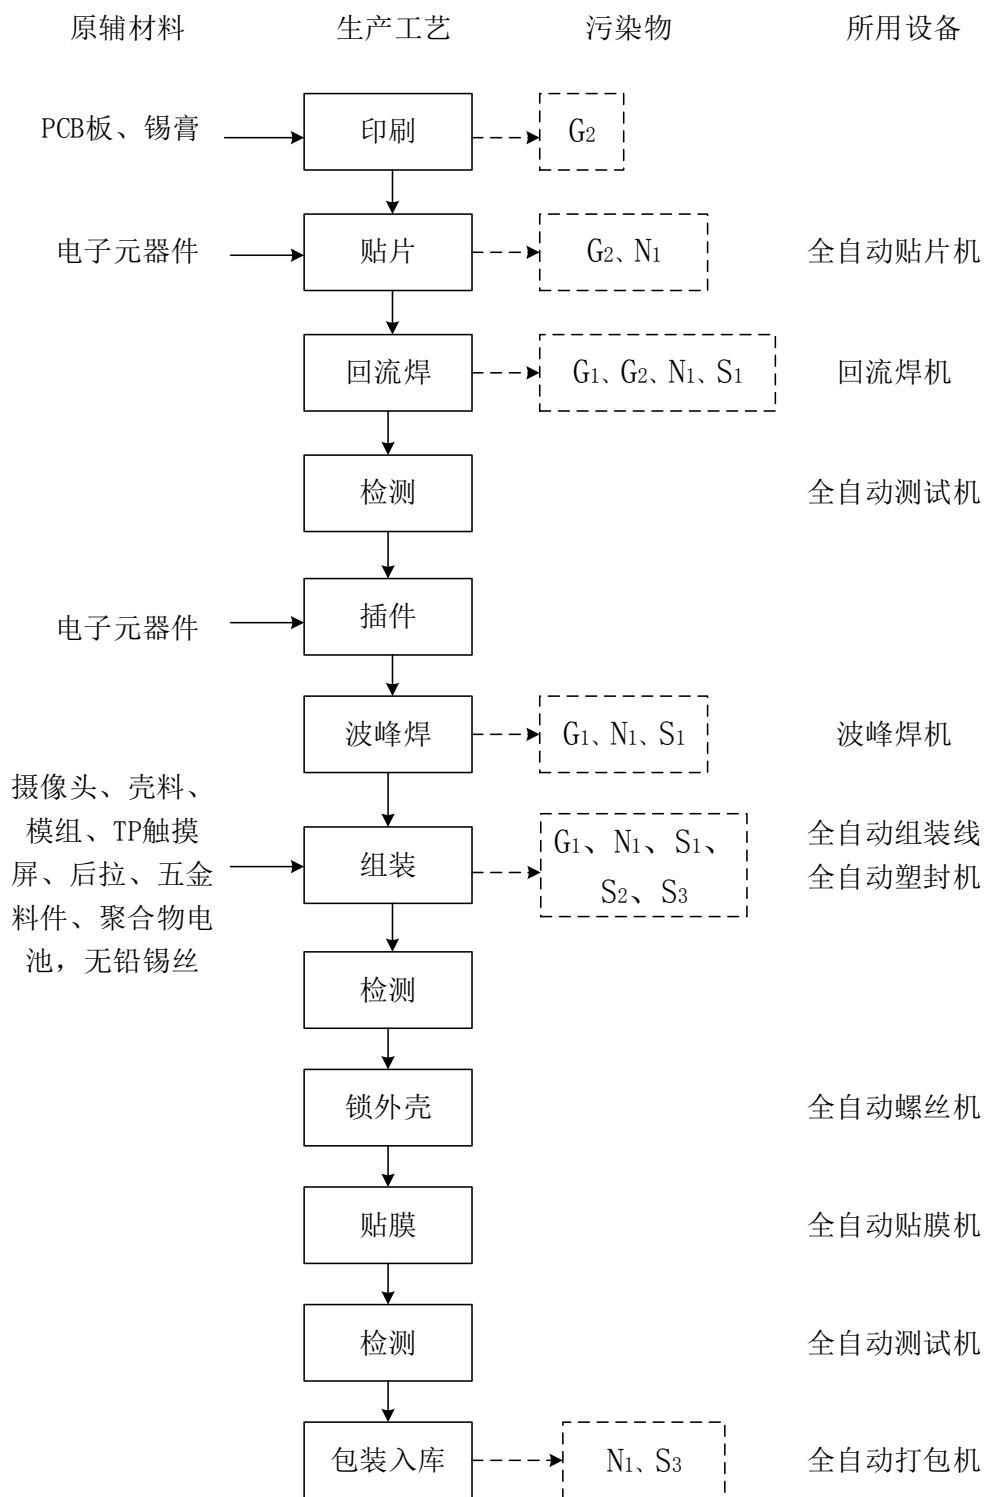 原辅材料 生产工艺 污染物 所用设备
PCB板、锡膏 印刷 G2
电子元器件 贴片 G2、N1 全自动贴片机
回流焊 G1、G2、N1、S1 回流焊机
检测 全自动测试机
电子元器件 插件
波峰焊 G1、N1、S1 波峰焊机
摄像头、壳料、
模组、TP触摸
屏、后拉、五金
料件、聚合物电
池，无铅锡丝
组装
G1、N1、S1、
S2、S3
全自动组装线
全自动塑封机
检测
锁外壳 全自动螺丝机
贴膜 全自动贴膜机
检测 全自动测试机
包装入库 N1、S3 全自动打包机